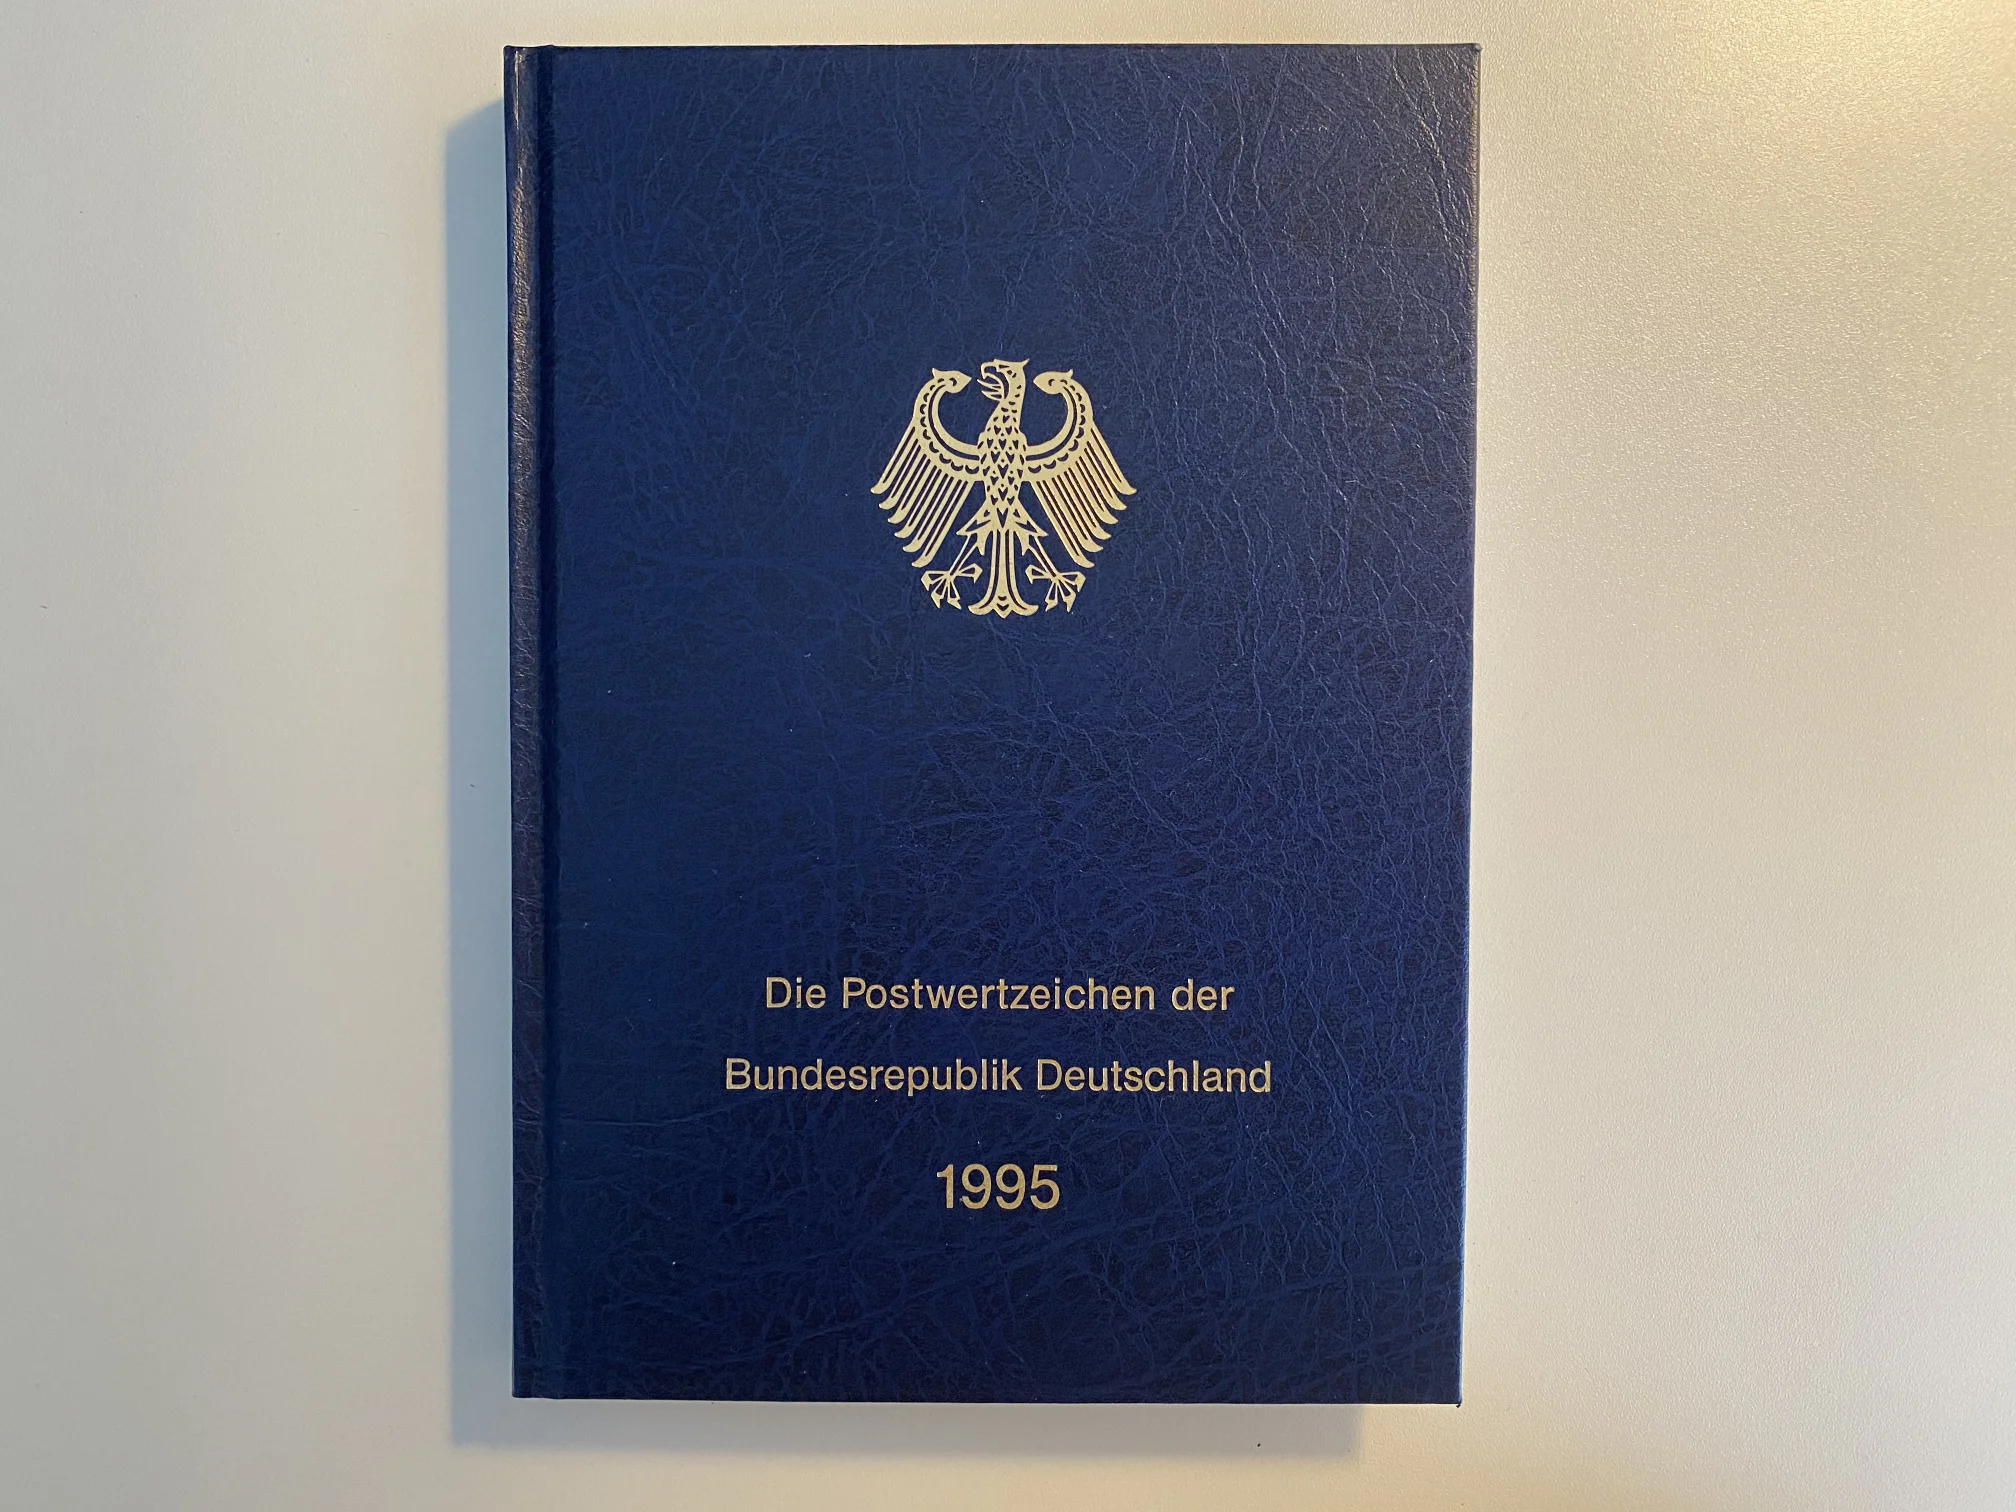 Die Postwertzeichen der
Bundesrepublik Deutschland
1995